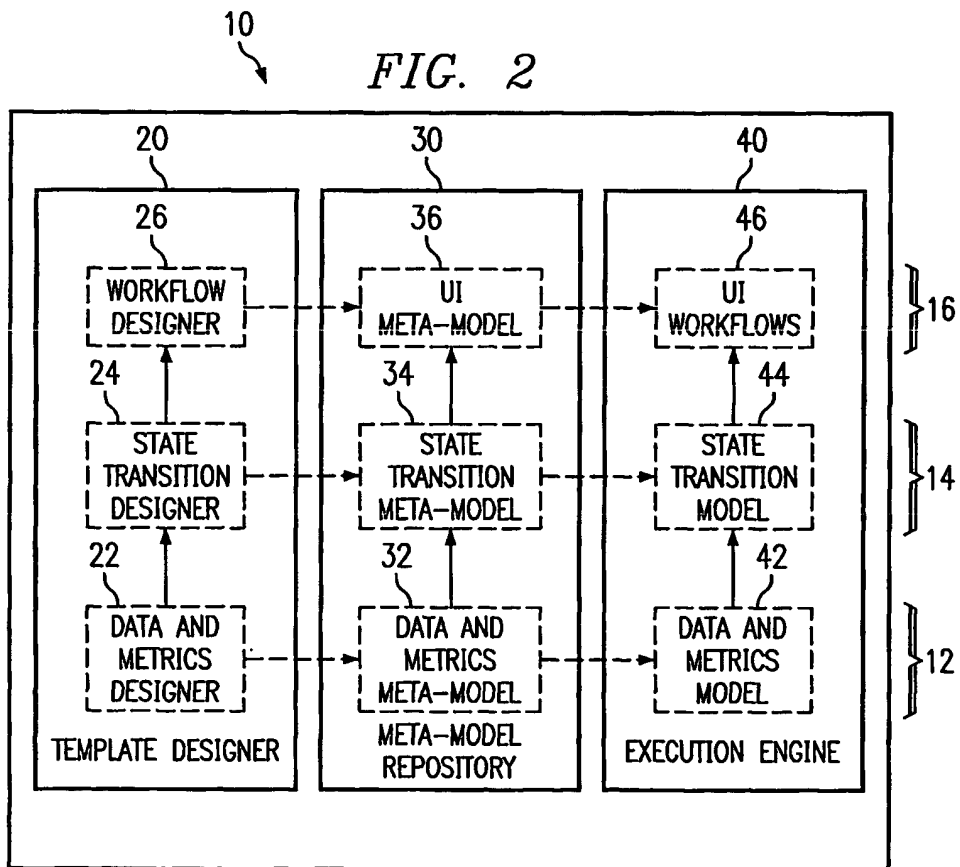 10
FIG. 2
20
30
40
26
36
46
WORKFLOW
DESIGNER
UI
META-MODEL
UI
WORKFLOWS
16
24
34
44
STATE
TRANSITION
DESIGNER
STATE
TRANSITION
META-MODEL
STATE
TRANSITION
MODEL
14
22
32
42
DATA AND
METRICS
DESIGNER
DATA AND
METRICS
META-MODEL
DATA AND
METRICS
MODEL
12
TEMPLATE DESIGNER
META-MODEL
REPOSITORY
EXECUTION ENGINE